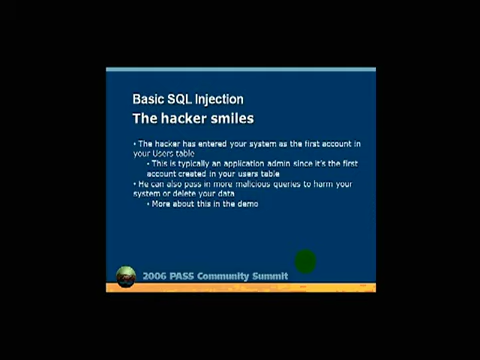 Basic SQL Injection
The hacker smiles
• The hacker has entered your system as the first account in
your Users table
• This is typically an application admin since it's the first
account created in your users table
• He can also pass in more malicious queries to harm your
system or delete your data
• More about this in the demo
2006 PASS Community Summit